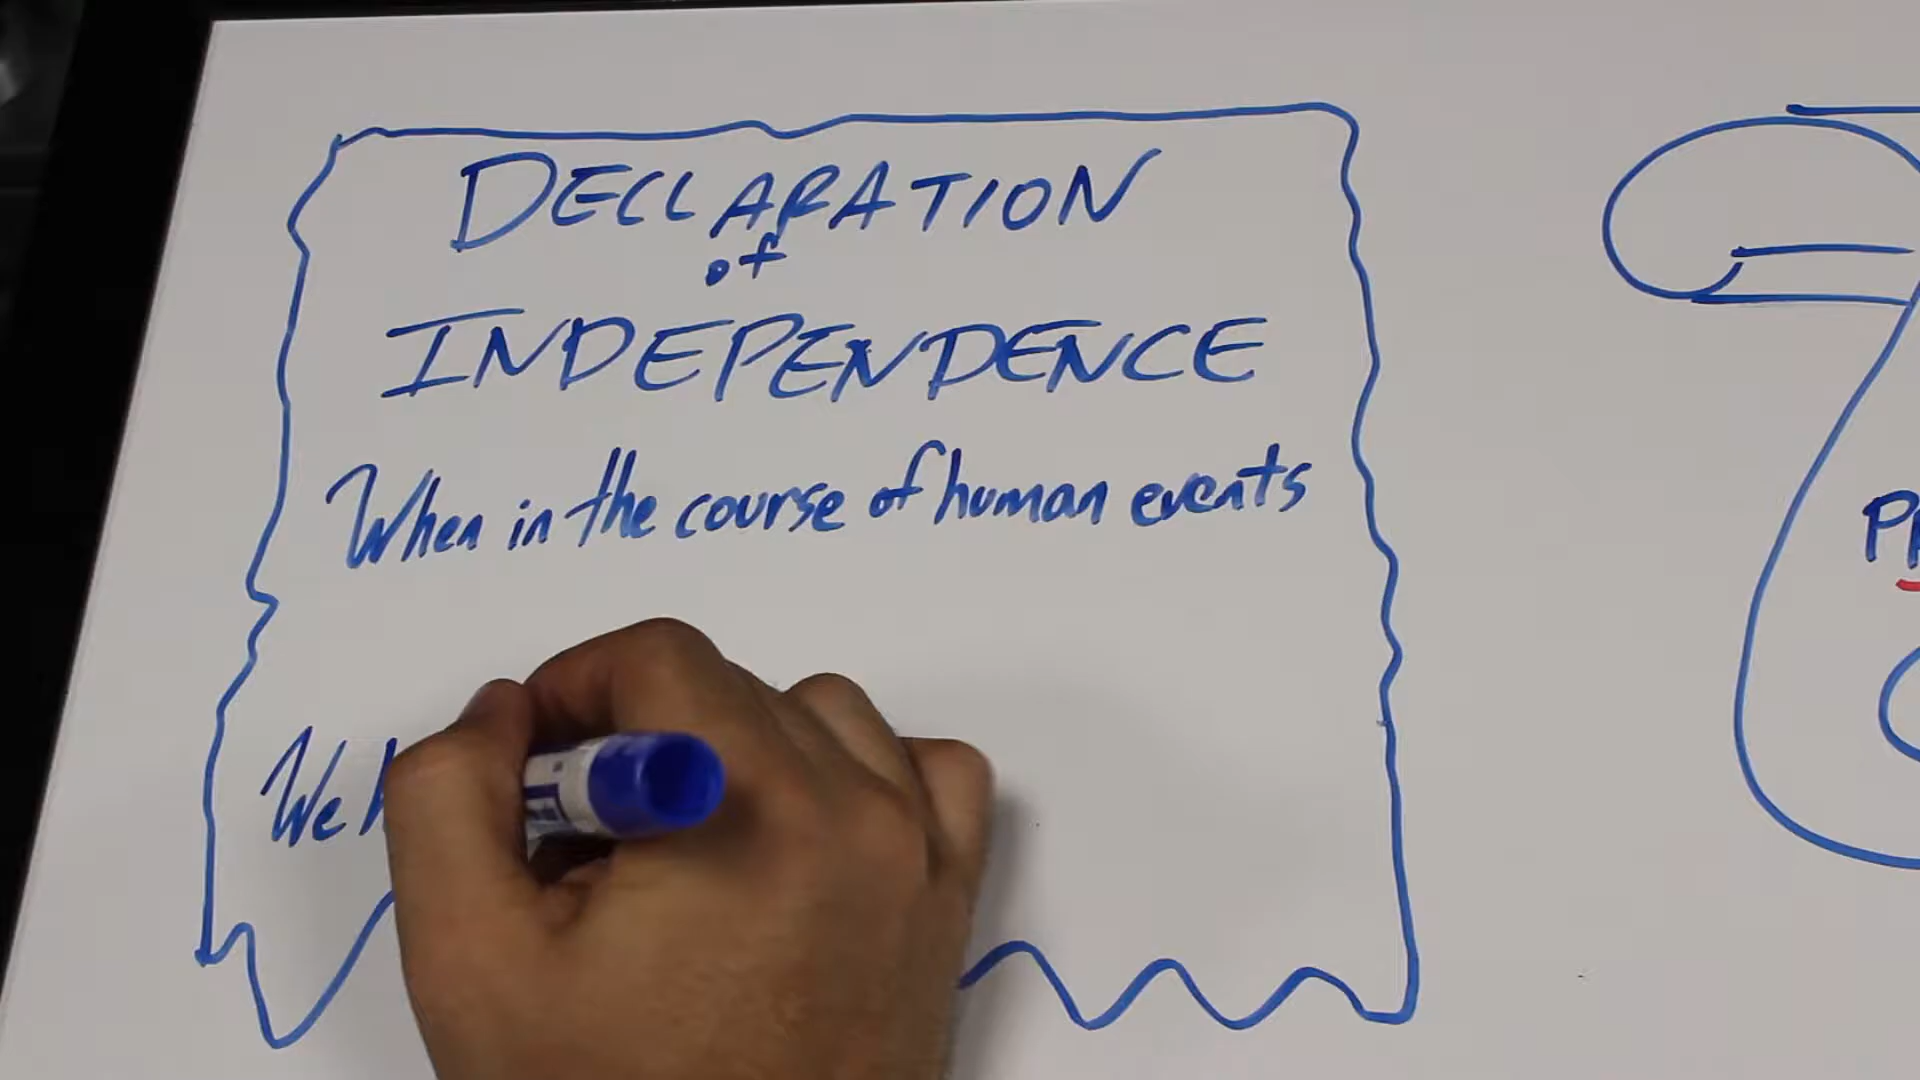 DECLARATION
of
INDEPENDENCE
When in the course of human events
We